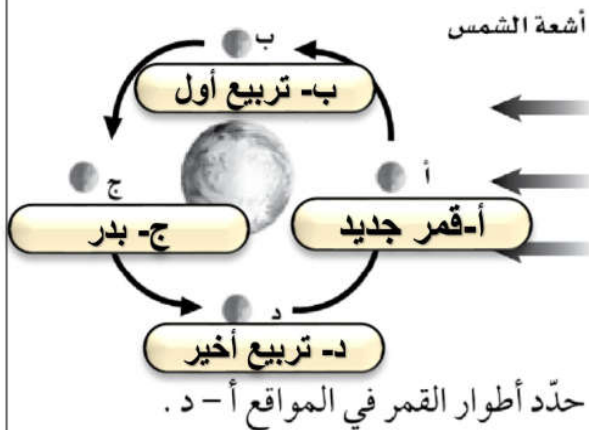 أشعة الشمس
ب
ب- تربيع أول
أ
ج
أ-قمر جديد
ج- بدر
د
د- تربيع أخير
حدّد أطوار القمر في المواقع أ – د .